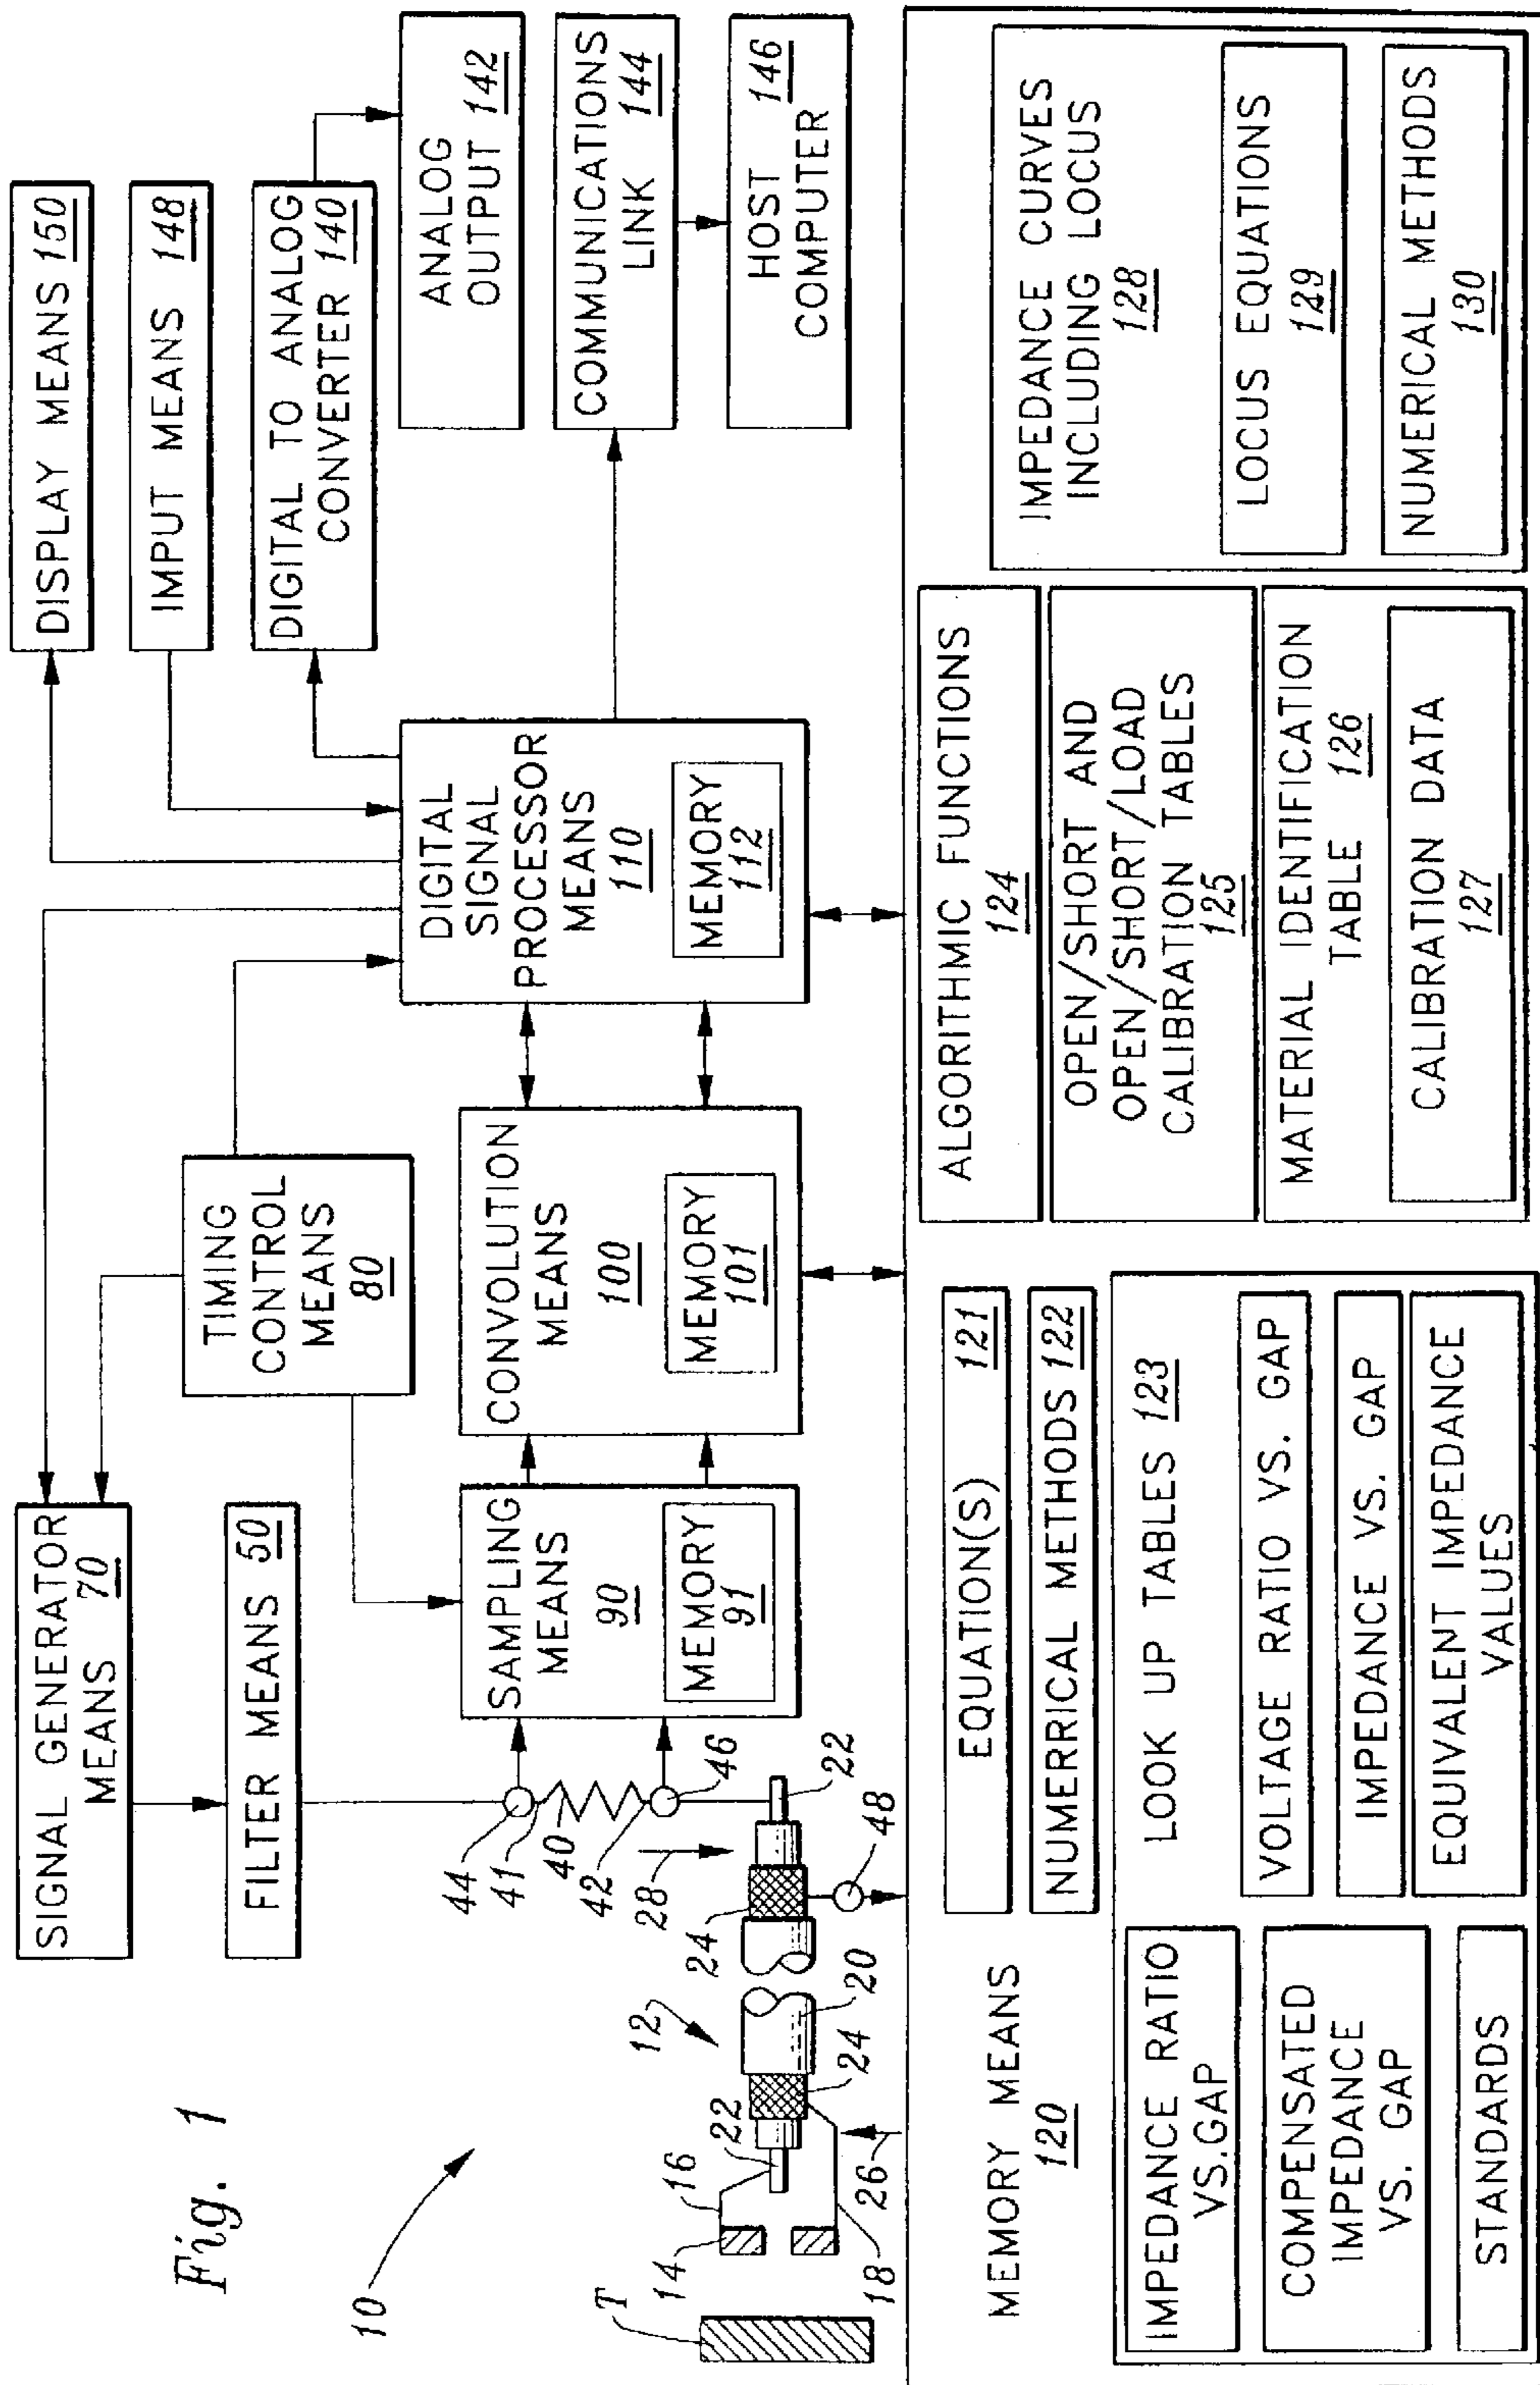 Fig. 1
10
SIGNAL GENERATOR
MEANS 70
FILTER MEANS 50
TIMING
CONTROL
MEANS
80
DISPLAY MEANS 150
IMPUT MEANS 148
DIGITAL TO ANALOG
CONVERTER 140
ANALOG
OUTPUT 142
COMMUNICATIONS
LINK 144
HOST 146
COMPUTER
SAMPLING
MEANS
90
MEMORY
91
CONVOLUTION
MEANS
100
MEMORY
101
DIGITAL
SIGNAL
PROCESSOR
MEANS
110
MEMORY
112
44
41
40
42
46
28
22
48
24
12
20
24
22
16
14
T
18
26
MEMORY MEANS
120
EQUATION(S) 121
NUMERRICAL METHODS 122
LOOK UP TABLES 123
IMPEDANCE RATIO
VS.GAP
VOLTAGE RATIO VS. GAP
COMPENSATED
IMPEDANCE
VS. GAP
IMPEDANCE VS. GAP
STANDARDS
EQUIVALENT IMPEDANCE
VALUES
ALGORITHMIC FUNCTIONS
124
OPEN/SHORT AND
OPEN/SHORT/LOAD
CALIBRATION TABLES
125
MATERIAL IDENTIFICATION
TABLE 126
CALIBRATION DATA
127
IMPEDANCE CURVES
INCLUDING LOCUS
128
LOCUS EQUATIONS
129
NUMERICAL METHODS
130